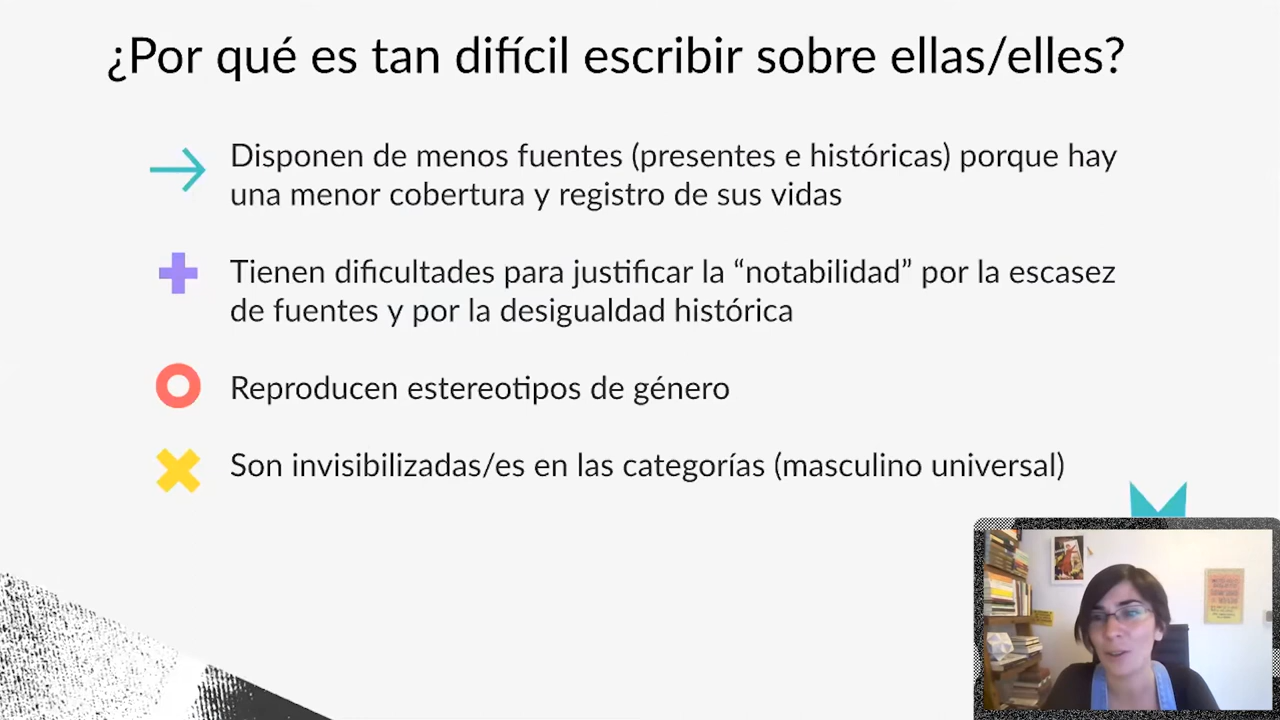 ¿Por qué es tan difícil escribir sobre ellas/elles?
Disponen de menos fuentes (presentes e históricas) porque hay
una menor cobertura y registro de sus vidas
Tienen dificultades para justificar la “notabilidad” por la escasez
de fuentes y por la desigualdad histórica
Reproducen estereotipos de género
Son invisibilizadas/es en las categorías (masculino universal)